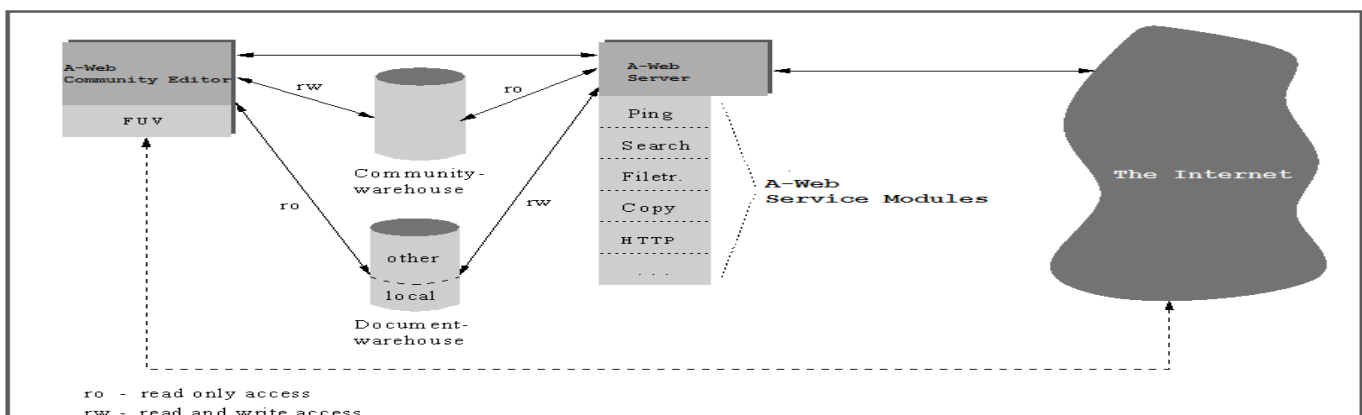 A-Web
Community Editor
FUV
rw
ro
Community-
warehouse
ro
rw
other
local
Document-
warehouse
A-Web
Server
Ping
Search
Filetr.
Copy
HTTP
. . .
A-Web
Service Modules
The Internet
ro - read only access
rw - read and write access